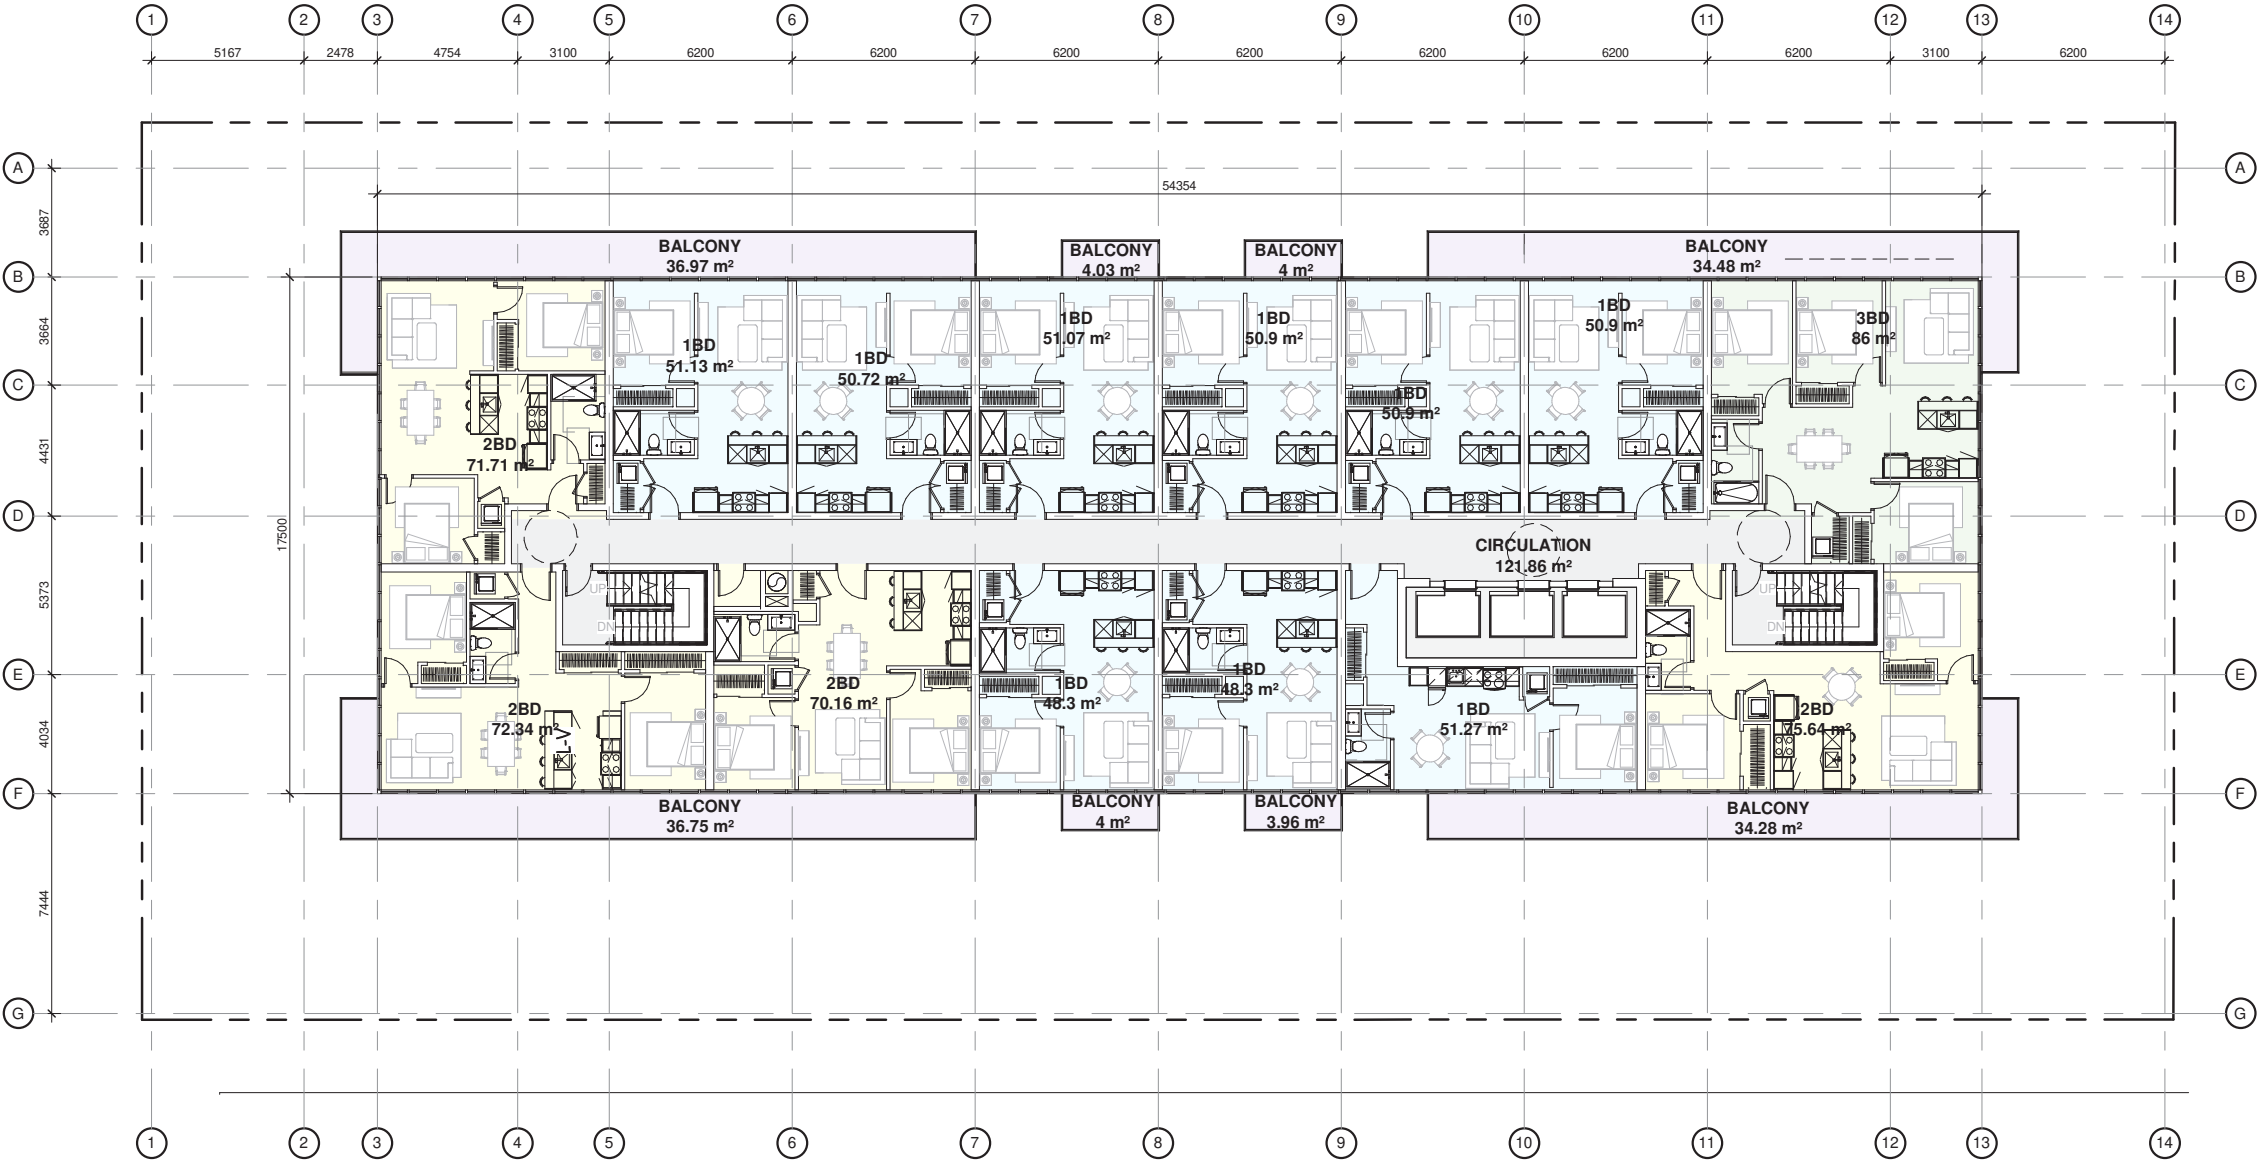 1 2 3 4 5 6 7 8 9 10 11 12 13 14
5167 2478 4754 3100 6200 6200 6200 6200 6200 6200 6200 3100 6200
A A
54354
3687
BALCONY
36.97 m²
BALCONY
4.03 m²
BALCONY
4 m²
BALCONY
34.48 m²
B B
3664
1BD
51.13 m²
1BD
50.72 m²
1BD
51.07 m²
1BD
50.9 m²
1BD
50.9 m²
1BD
50.9 m²
3BD
86 m²
C C
4431
2BD
71.71 m²
D D
17500
CIRCULATION
121.86 m²
5373
UP
DN
UP
DN
E E
4034
2BD
72.34 m²
L-V
2BD
70.16 m²
1BD
48.3 m²
1BD
48.3 m²
1BD
51.27 m²
2BD
75.64 m²
F F
BALCONY
36.75 m²
BALCONY
4 m²
BALCONY
3.96 m²
BALCONY
34.28 m²
7444
G G
1 2 3 4 5 6 7 8 9 10 11 12 13 14